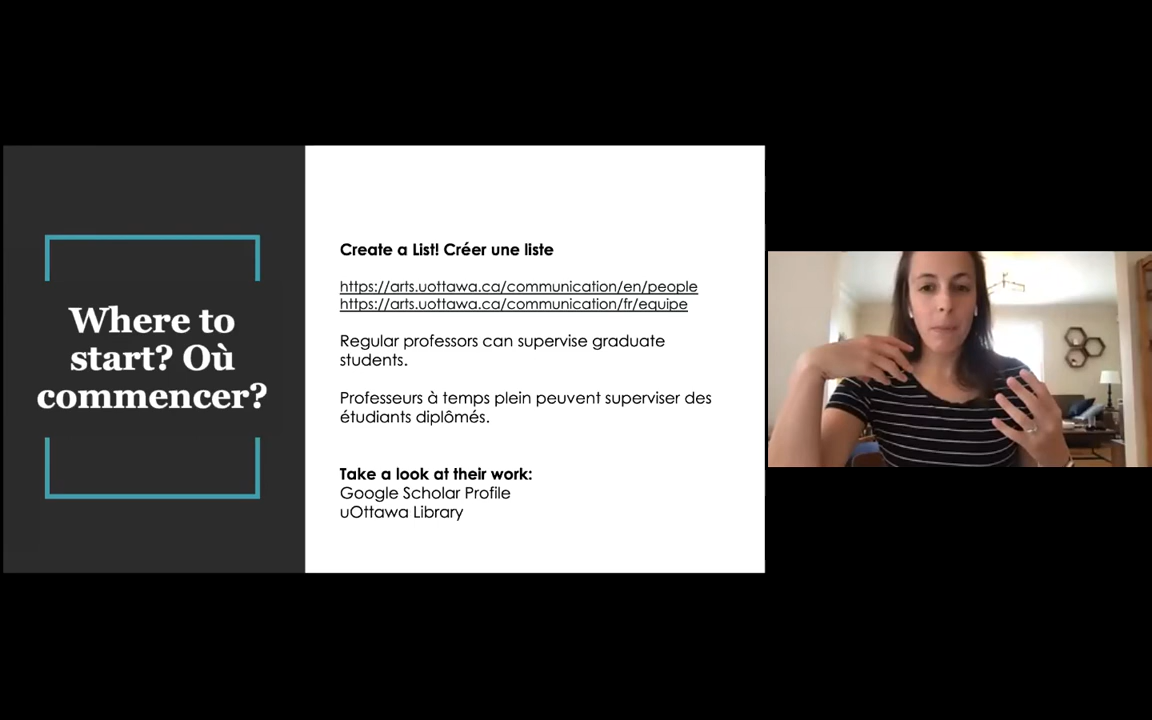 Where to
start? Où
commencer?
Create a List! Créer une liste
https://arts.uottawa.ca/communication/en/people
https://arts.uottawa.ca/communication/fr/equipe
Regular professors can supervise graduate
students.
Professeurs à temps plein peuvent superviser des
étudiants diplômés.
Take a look at their work:
Google Scholar Profile
uOttawa Library